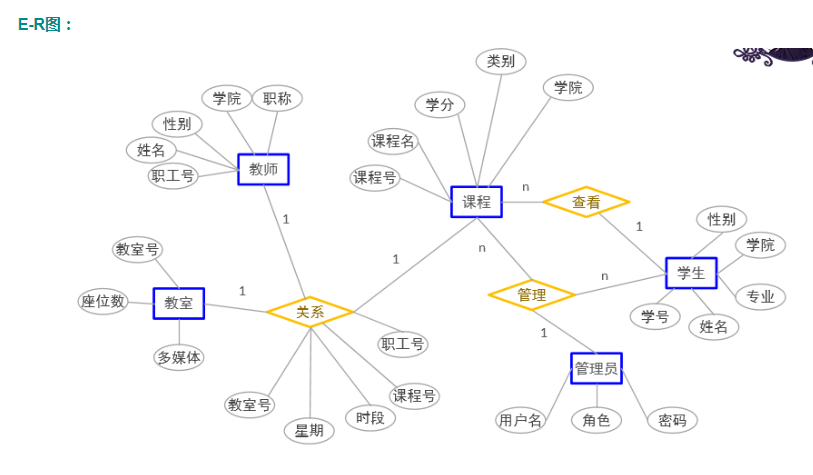 E-R图：
类别
学院
学分
学院
职称
性别
课程名
姓名
教师
职工号
课程号
课程
n
查看
1
1
性别
学院
教室号
1
n
学生
n
座位数
教室
1
管理
专业
关系
学号
姓名
多媒体
职工号
1
管理员
教室号
课程号
星期
时段
用户名
角色
密码